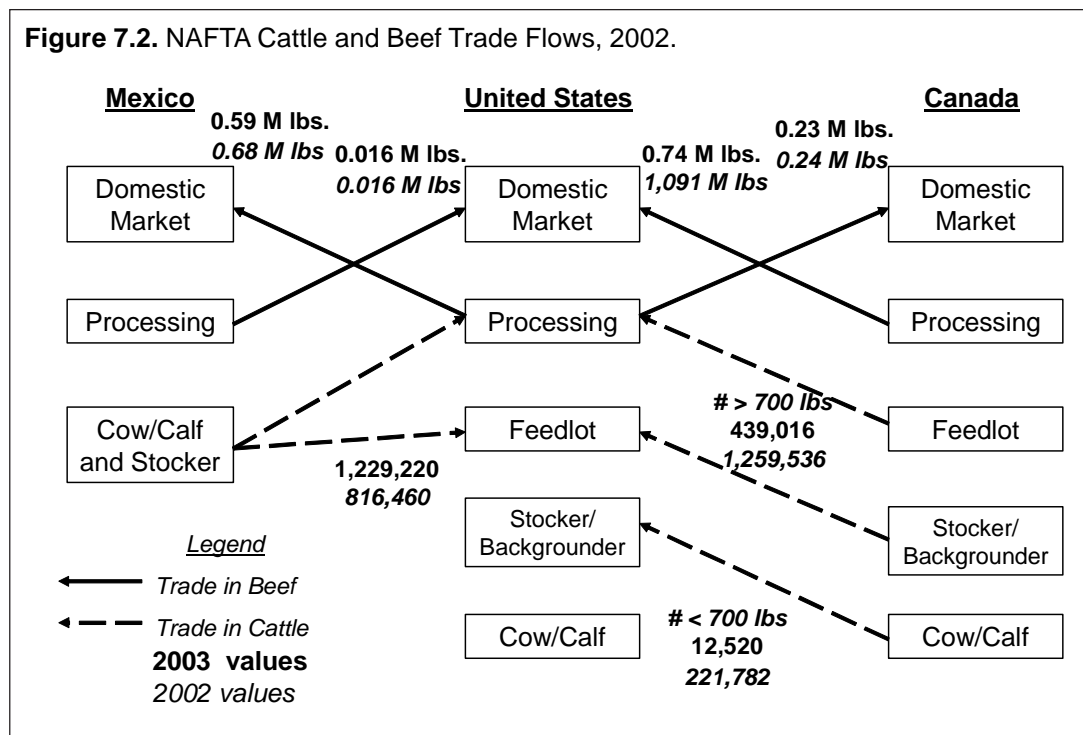 Figure 7.2. NAFTA Cattle and Beef Trade Flows, 2002.
Mexico
United States
Canada
0.59 M lbs.
0.68 M lbs
0.016 M lbs.
0.016 M lbs
0.74 M lbs.
1,091 M lbs
0.23 M lbs.
0.24 M lbs
Domestic
Market
Domestic
Market
Domestic
Market
Processing
Processing
Processing
Cow/Calf
and Stocker
Feedlot
Feedlot
1,229,220
816,460
# > 700 lbs
439,016
1,259,536
Stocker/
Backgrounder
Stocker/
Backgrounder
Cow/Calf
# < 700 lbs
12,520
221,782
Cow/Calf
Legend
Trade in Beef
Trade in Cattle
2003 values
2002 values